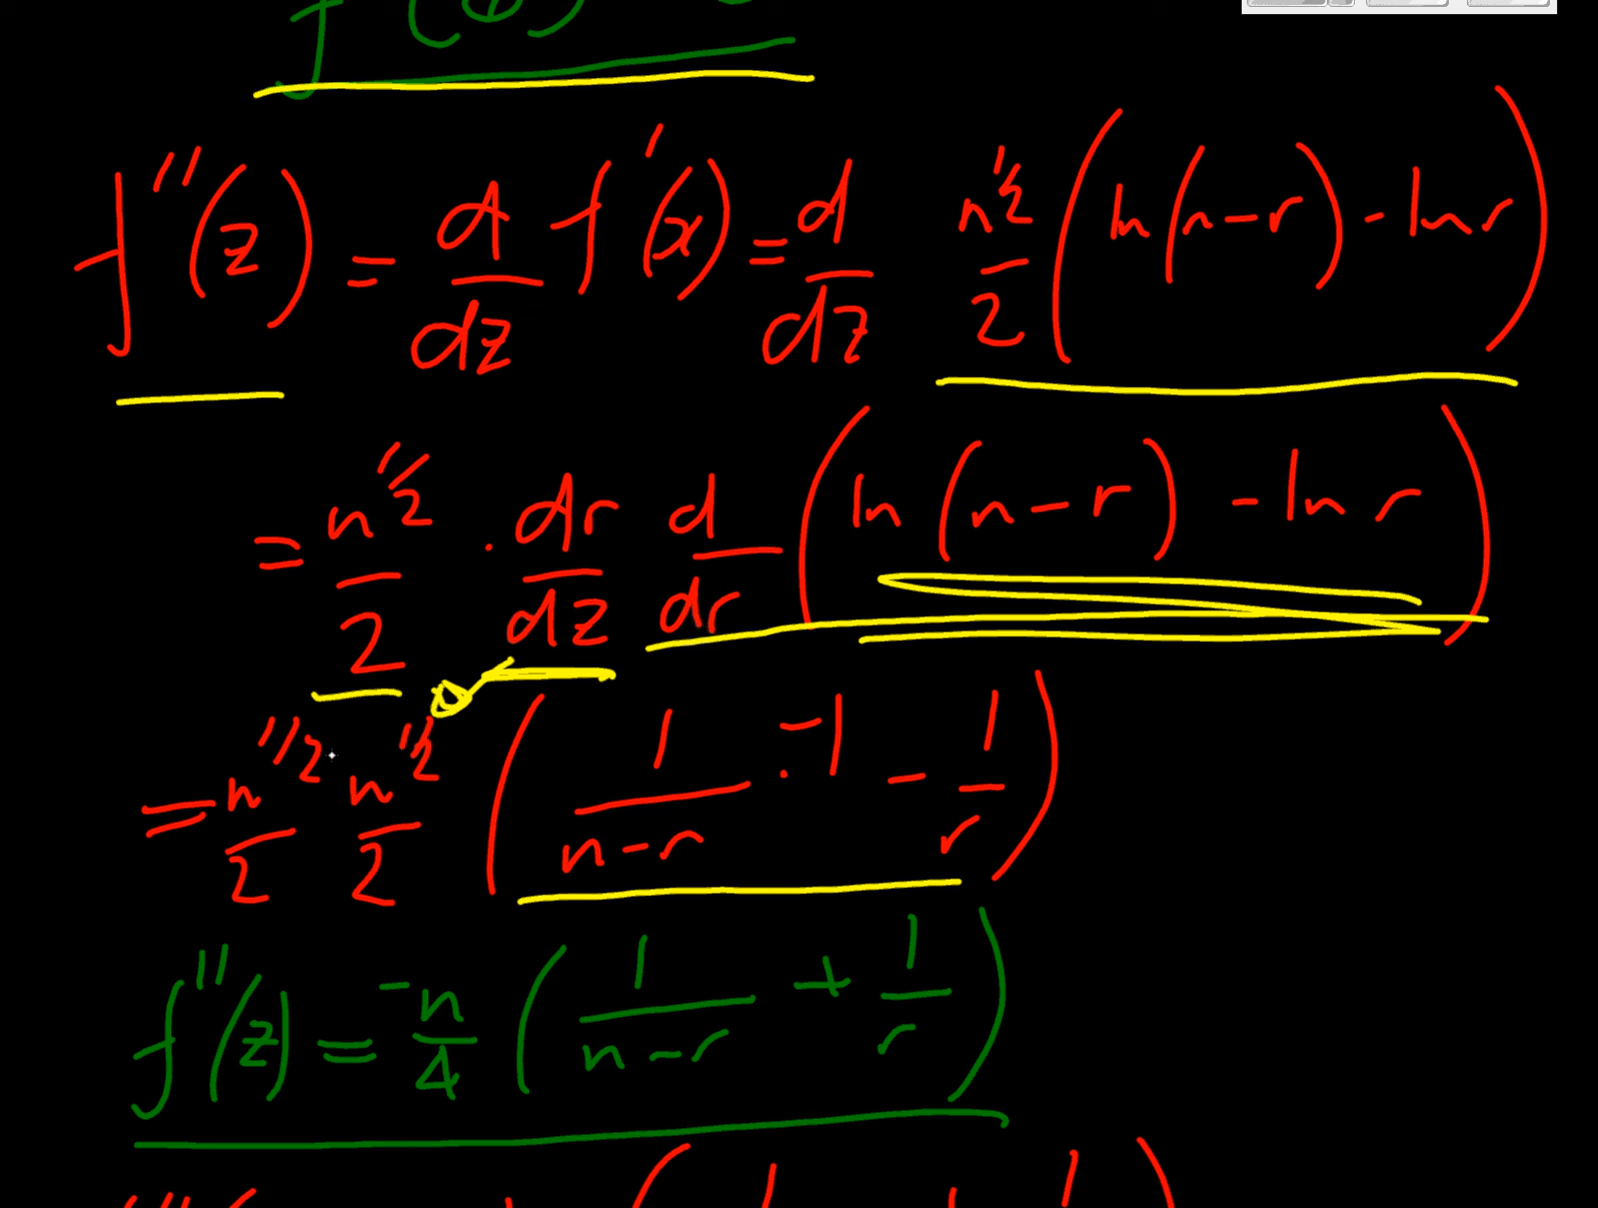 f''(z) = d/dz f'(x) = d/dz n^½/2 (ln(n-r) - ln r)
= n^½/2 · dr/dz d/dr (ln(n-r) - ln r)
= n^1/2/2 n^½/2 (1/(n-r) · -1 - 1/r)
f''(z) = -n/4 (1/(n-r) + 1/r)